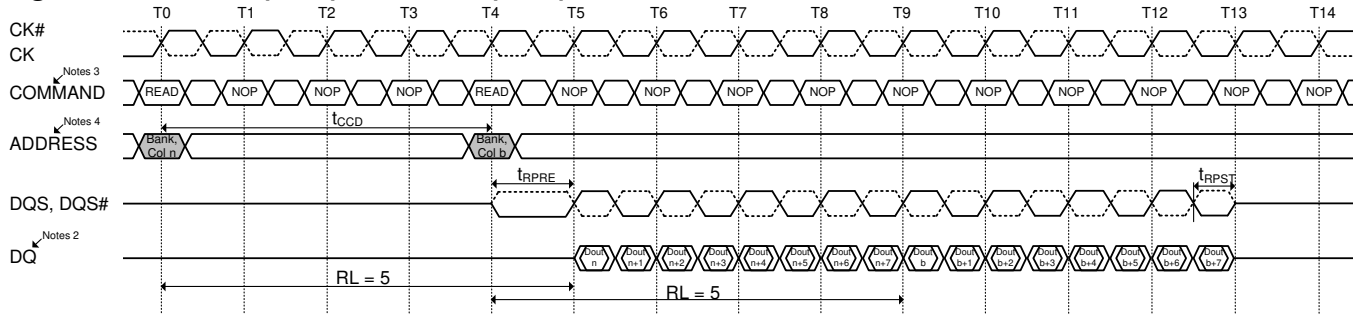 T0 T1 T2 T3 T4 T5 T6 T7 T8 T9 T10 T11 T12 T13 T14
CK#
CK
Notes 3
COMMAND READ NOP NOP NOP READ NOP NOP NOP NOP NOP NOP NOP NOP NOP NOP
tCCD
Notes 4
ADDRESS
Bank, Col n
Bank, Col b
tRPRE
tRPST
DQS, DQS#
Notes 2
DQ
Dout n
Dout n+1
Dout n+2
Dout n+3
Dout n+4
Dout n+5
Dout n+6
Dout n+7
Dout b
Dout b+1
Dout b+2
Dout b+3
Dout b+4
Dout b+5
Dout b+6
Dout b+7
RL = 5
RL = 5